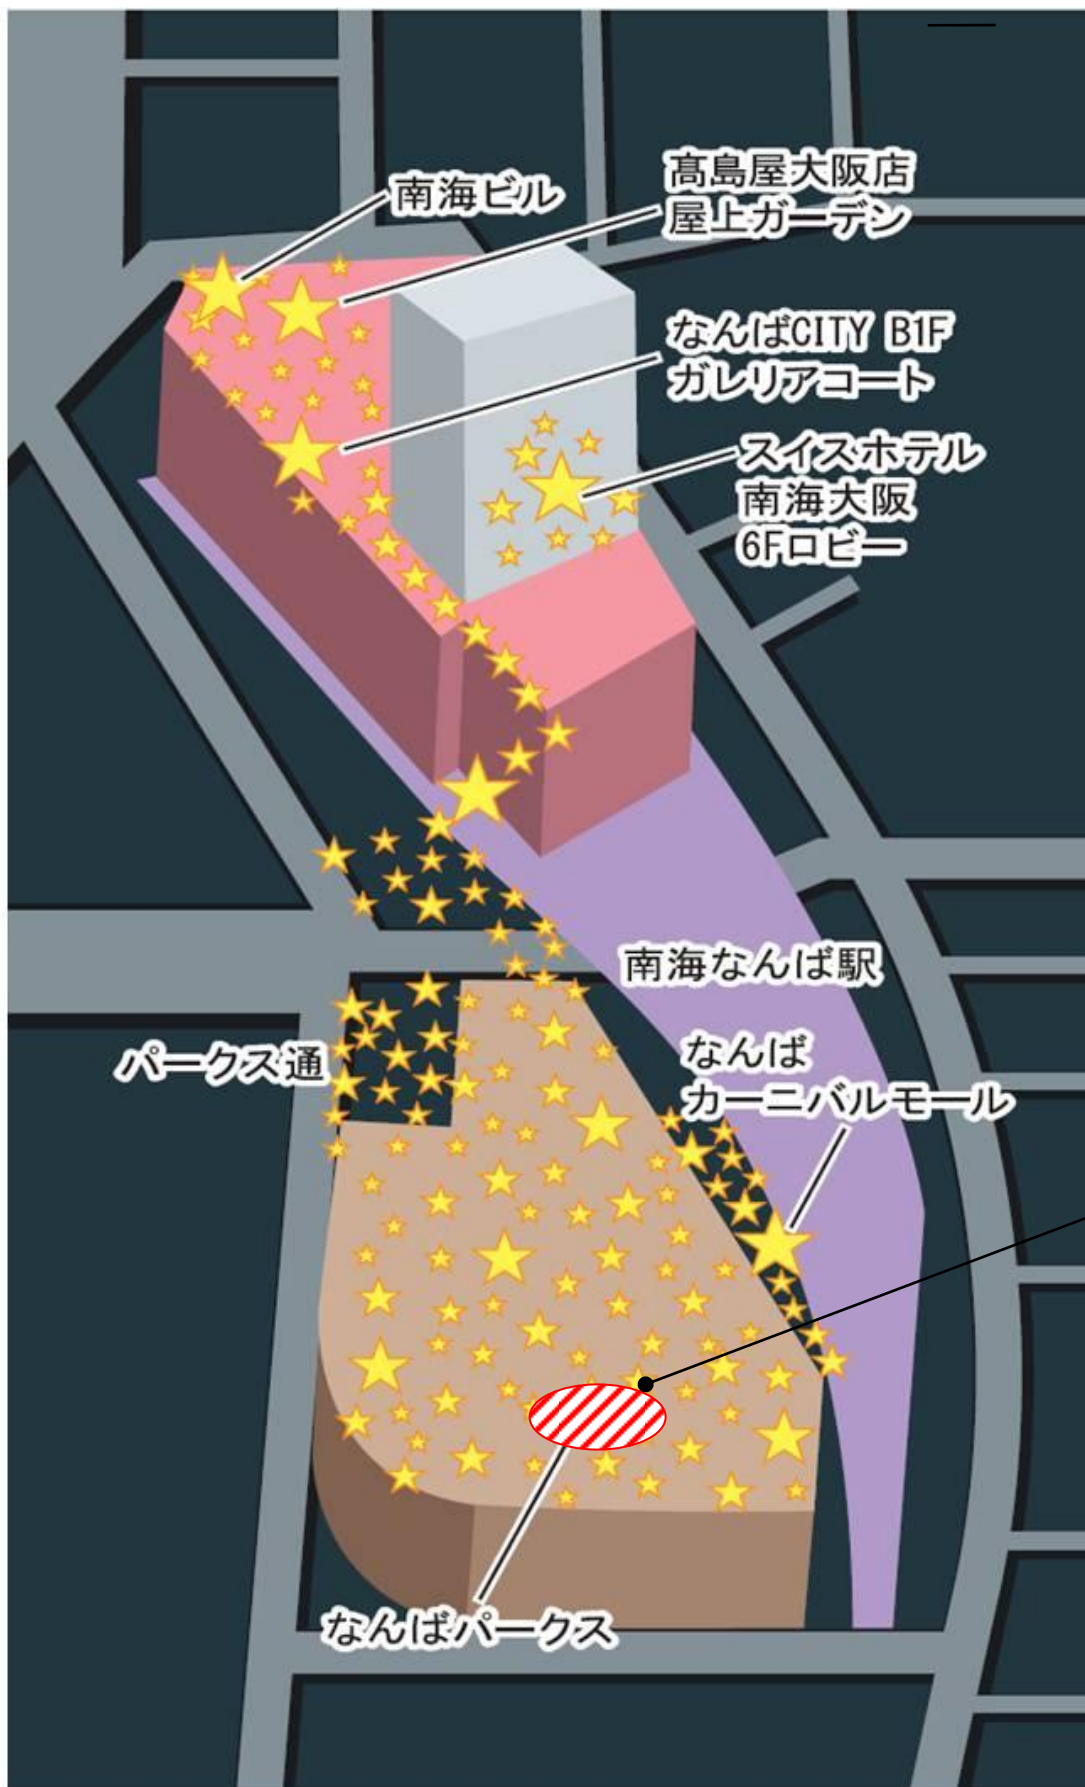 南海ビル
髙島屋大阪店
屋上ガーデン
なんばCITY B1F
ガレリアコート
スイスホテル
南海大阪
6Fロビー
南海なんば駅
なんば
カーニバルモール
パークス通
なんばパークス